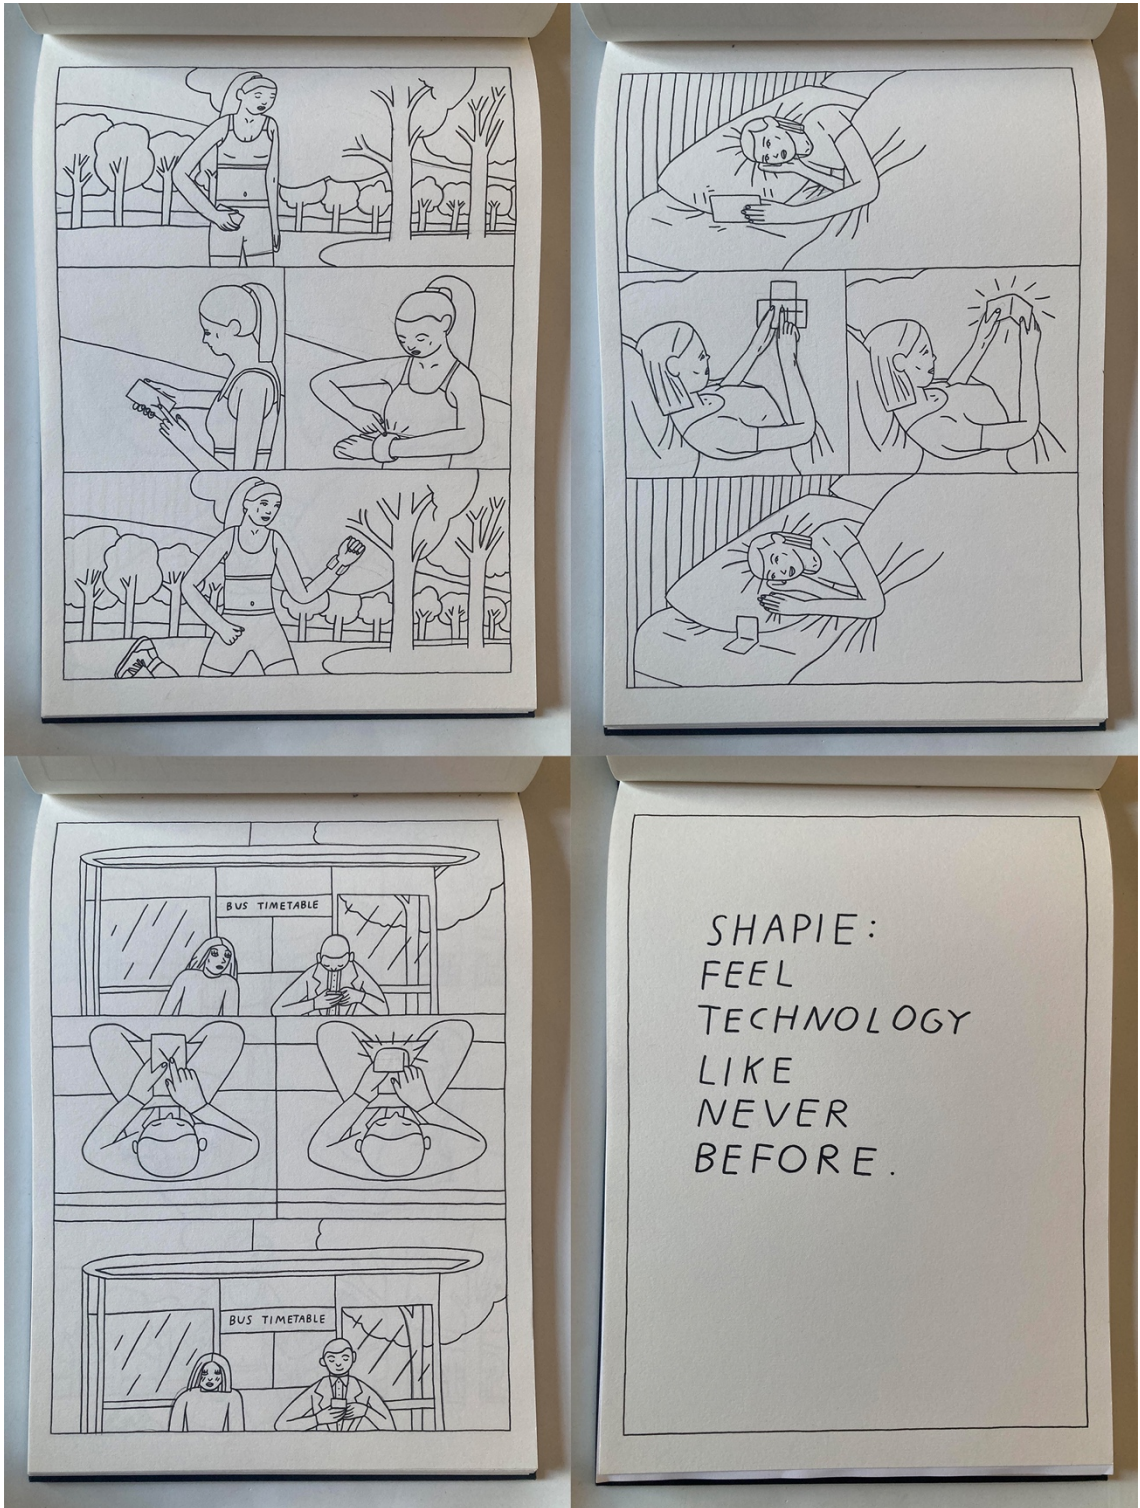 BUS TIMETABLE
BUS TIMETABLE
SHAPIE:
FEEL
TECHNOLOGY
LIKE
NEVER
BEFORE.